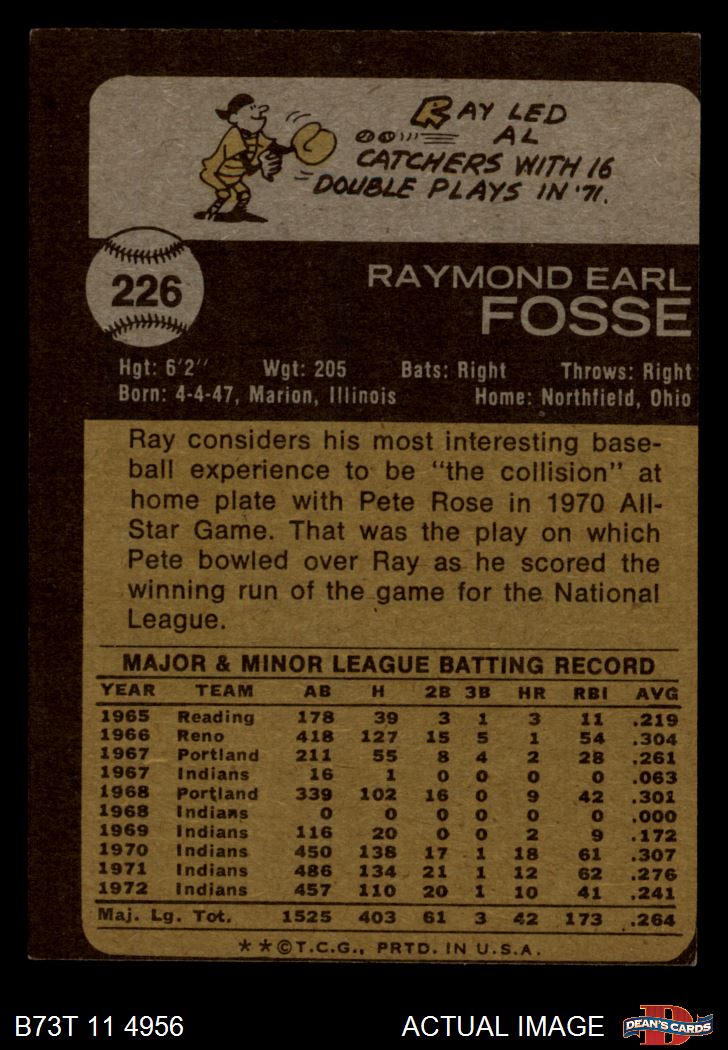 RAY LED
AL
CATCHERS WITH 16
DOUBLE PLAYS IN '71.
226
RAYMOND EARL
FOSSE
Hgt: 6'2" Wgt: 205 Bats: Right Throws: Right
Born: 4-4-47, Marion, Illinois Home: Northfield, Ohio
Ray considers his most interesting base-
ball experience to be "the collision" at
home plate with Pete Rose in 1970 All-
Star Game. That was the play on which
Pete bowled over Ray as he scored the
winning run of the game for the National
League.
MAJOR & MINOR LEAGUE BATTING RECORD
YEAR TEAM AB H 2B 3B HR RBI AVG
1965 Reading 178 39 3 1 3 11 .219
1966 Reno 418 127 15 5 1 54 .304
1967 Portland 211 55 8 4 2 28 .261
1967 Indians 16 1 0 0 0 0 .063
1968 Portland 339 102 16 0 9 42 .301
1968 Indians 0 0 0 0 0 0 .000
1969 Indians 116 20 0 0 2 9 .172
1970 Indians 450 138 17 1 18 61 .307
1971 Indians 486 134 21 1 12 62 .276
1972 Indians 457 110 20 1 10 41 .241
Maj. Lg. Tot. 1525 403 61 3 42 173 .264
**©T.C.G., PRTD. IN U.S.A.
B73T 11 4956 ACTUAL IMAGE
D
DEAN'S CARDS